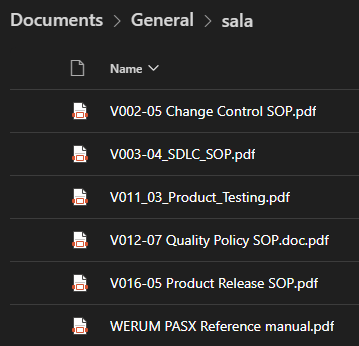 Documents > General > sala
Name
V002-05 Change Control SOP.pdf
V003-04_SDLC_SOP.pdf
V011_03_Product_Testing.pdf
V012-07 Quality Policy SOP.doc.pdf
V016-05 Product Release SOP.pdf
WERUM PASX Reference manual.pdf